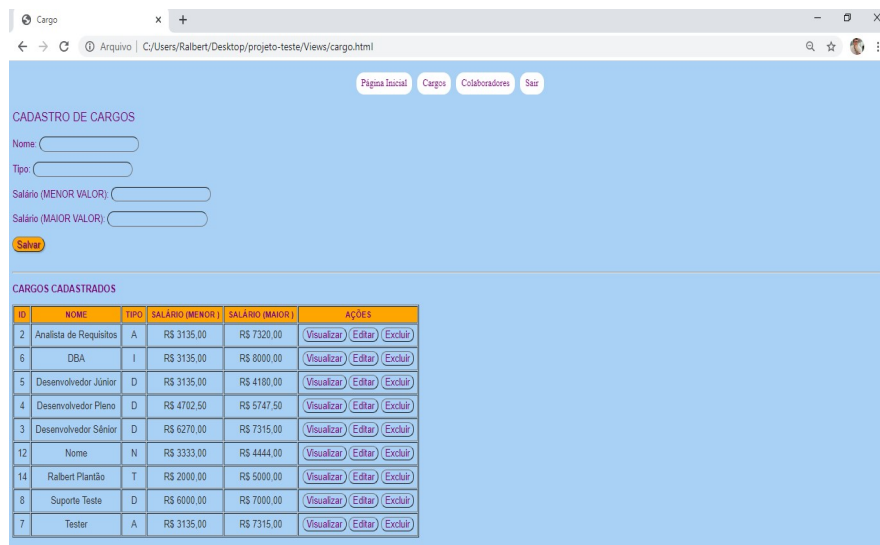 Cargo
Arquivo C:/Users/Ralbert/Desktop/projeto-teste/Views/cargo.html
Página Inicial Cargos Colaboradores Sair
CADASTRO DE CARGOS
Nome:
Tipo:
Salário (MENOR VALOR):
Salário (MAIOR VALOR):
Salvar
CARGOS CADASTRADOS
ID NOME TIPO SALÁRIO (MENOR ) SALÁRIO (MAIOR ) AÇÕES
2 Analista de Requisitos A R$ 3135,00 R$ 7320,00 Visualizar Editar Excluir
6 DBA I R$ 3135,00 R$ 8000,00 Visualizar Editar Excluir
5 Desenvolvedor Júnior D R$ 3135,00 R$ 4180,00 Visualizar Editar Excluir
4 Desenvolvedor Pleno D R$ 4702,50 R$ 5747,50 Visualizar Editar Excluir
3 Desenvolvedor Sênior D R$ 6270,00 R$ 7315,00 Visualizar Editar Excluir
12 Nome N R$ 3333,00 R$ 4444,00 Visualizar Editar Excluir
14 Ralbert Plantão T R$ 2000,00 R$ 5000,00 Visualizar Editar Excluir
8 Suporte Teste D R$ 6000,00 R$ 7000,00 Visualizar Editar Excluir
7 Tester A R$ 3135,00 R$ 7315,00 Visualizar Editar Excluir